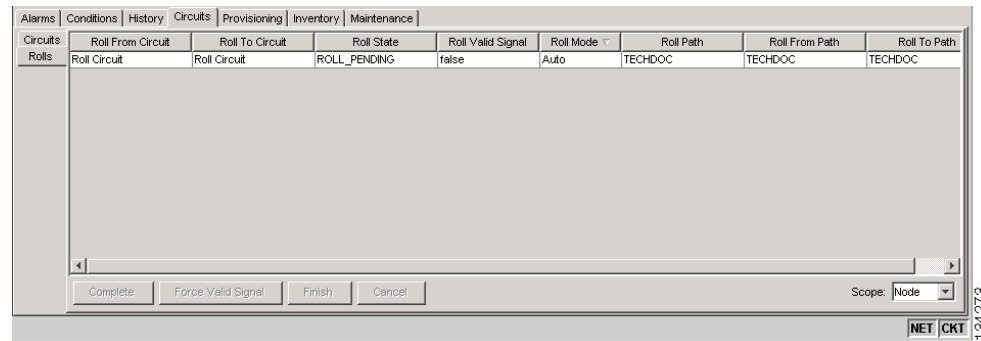 Alarms Conditions History Circuits Provisioning Inventory Maintenance
Circuits Roll From Circuit Roll To Circuit Roll State Roll Valid Signal Roll Mode Roll Path Roll From Path Roll To Path
Rolls Roll Circuit Roll Circuit ROLL_PENDING false Auto TECHDOC TECHDOC TECHDOC
Complete Force Valid Signal Finish Cancel Scope: Node
NET CKT
134273